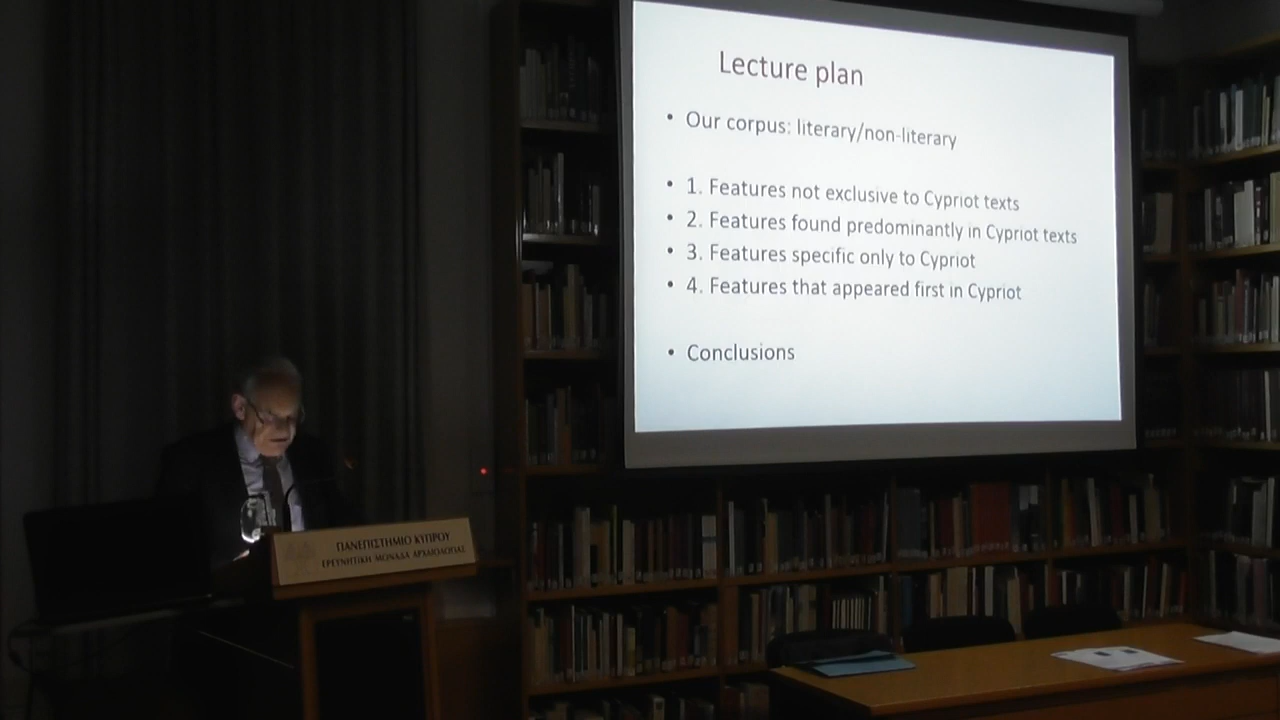 Lecture plan
• Our corpus: literary/non-literary
• 1. Features not exclusive to Cypriot texts
• 2. Features found predominantly in Cypriot texts
• 3. Features specific only to Cypriot
• 4. Features that appeared first in Cypriot
• Conclusions
ΠΑΝΕΠΙΣΤΗΜΙΟ ΚΥΠΡΟΥ
ΕΡΕΥΝΗΤΙΚΗ ΜΟΝΑΔΑ ΑΡΧΑΙΟΛΟΓΙΑΣ